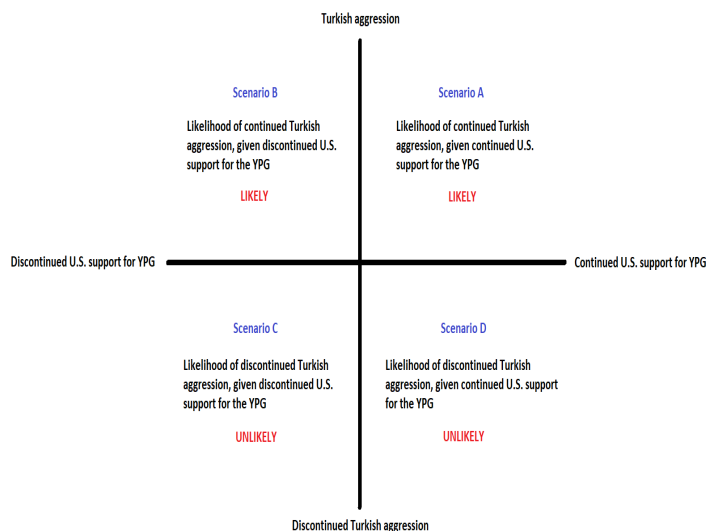 Turkish aggression
Scenario B
Likelihood of continued Turkish
aggression, given discontinued U.S.
support for the YPG
LIKELY
Scenario A
Likelihood of continued Turkish
aggression, given continued U.S.
support for the YPG
LIKELY
Discontinued U.S. support for YPG
Continued U.S. support for YPG
Scenario C
Likelihood of discontinued Turkish
aggression, given discontinued U.S.
support for the YPG
UNLIKELY
Scenario D
Likelihood of discontinued Turkish
aggression, given continued U.S. support
for the YPG
UNLIKELY
Discontinued Turkish aggression